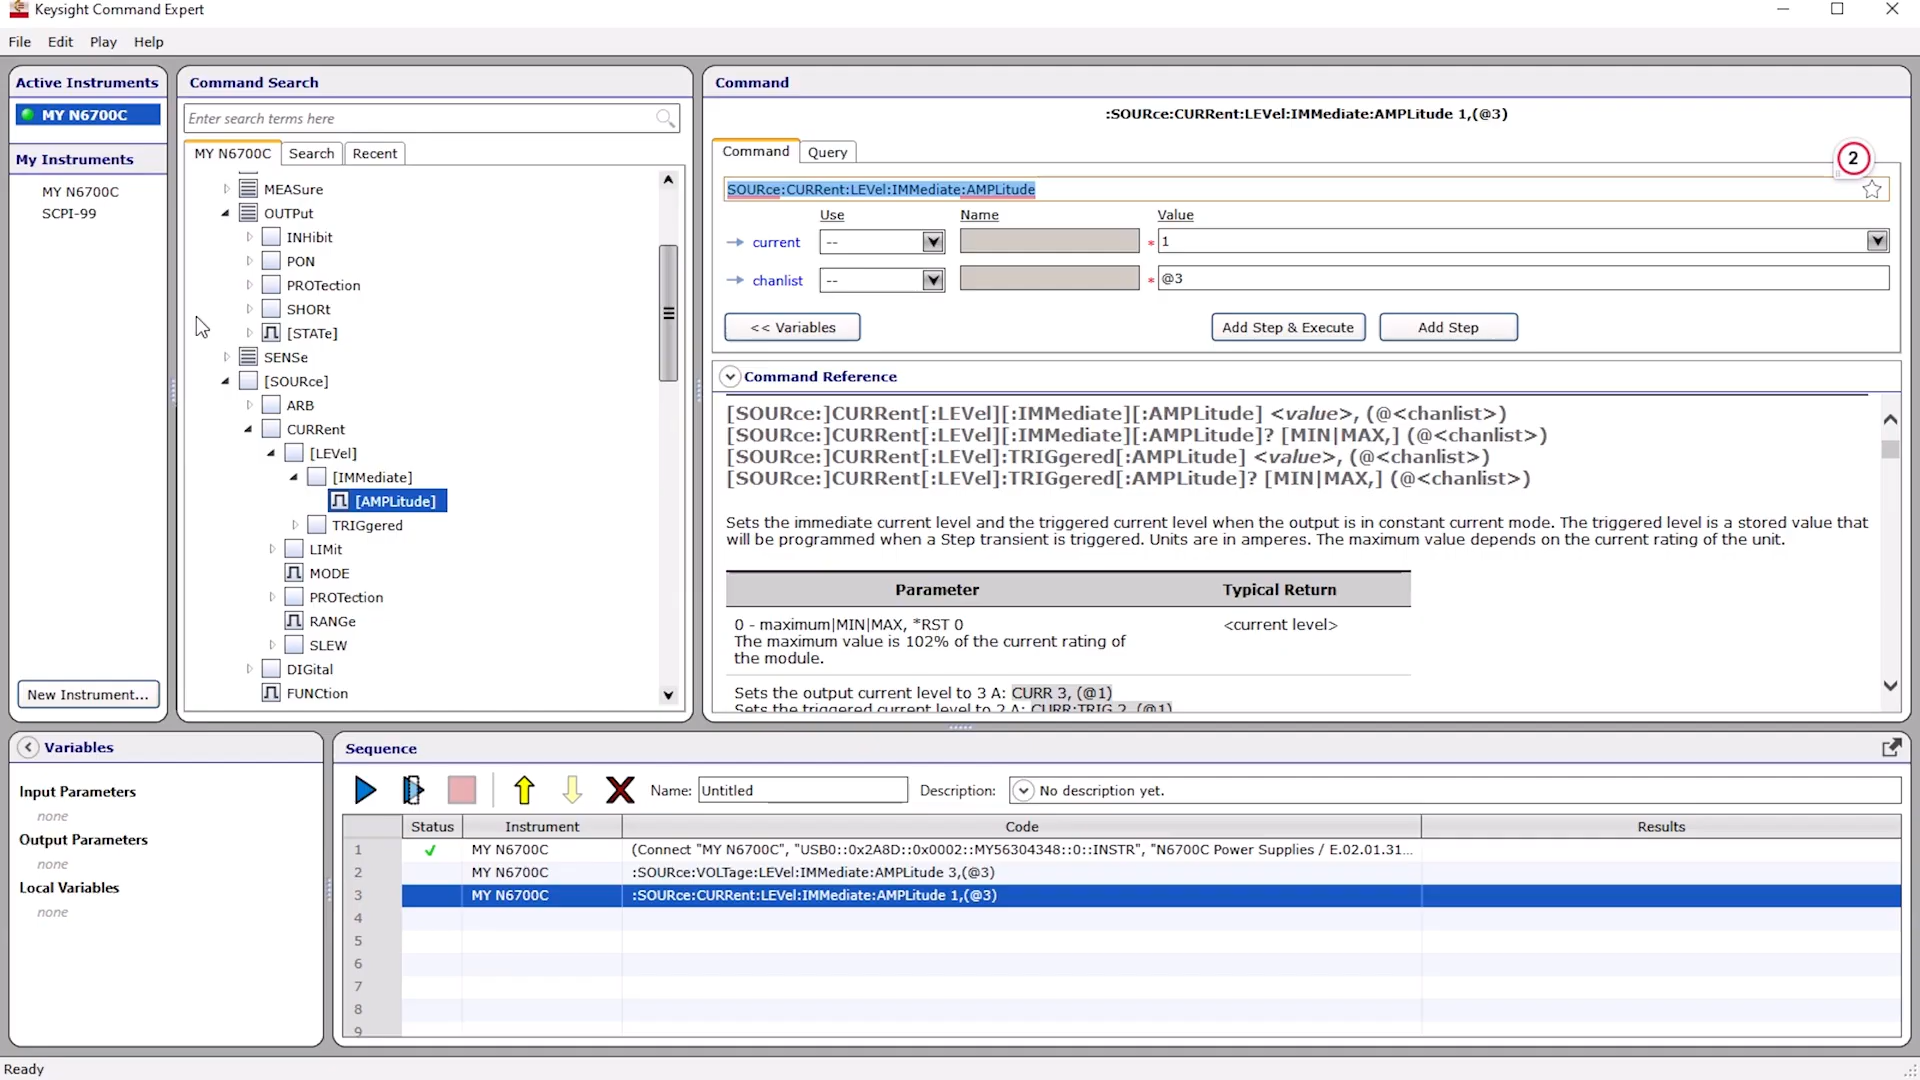 Keysight Command Expert
File Edit Play Help
Active Instruments
MY N6700C
My Instruments
MY N6700C
SCPI-99
New Instrument...
Command Search
Enter search terms here
MY N6700C Search Recent
MEASure
OUTPut
INHibit
PON
PROTection
SHORt
[STATe]
SENSe
[SOURce]
ARB
CURRent
[LEVel]
[IMMediate]
[AMPLitude]
TRIGgered
LIMit
MODE
PROTection
RANGe
SLEW
DIGital
FUNCtion
Command
:SOURce:CURRent:LEVel:IMMediate:AMPLitude 1,(@3)
Command Query
2
SOURce:CURRent:LEVel:IMMediate:AMPLitude
Use Name Value
current -- * 1
chanlist -- * @3
<< Variables Add Step & Execute Add Step
Command Reference
[SOURce:]CURRent[:LEVel][:IMMediate][:AMPLitude] <value>, (@<chanlist>)
[SOURce:]CURRent[:LEVel][:IMMediate][:AMPLitude]? [MIN|MAX,] (@<chanlist>)
[SOURce:]CURRent[:LEVel]:TRIGgered[:AMPLitude] <value>, (@<chanlist>)
[SOURce:]CURRent[:LEVel]:TRIGgered[:AMPLitude]? [MIN|MAX,] (@<chanlist>)
Sets the immediate current level and the triggered current level when the output is in constant current mode. The triggered level is a stored value that
will be programmed when a Step transient is triggered. Units are in amperes. The maximum value depends on the current rating of the unit.
Parameter Typical Return
0 - maximum|MIN|MAX, *RST 0 <current level>
The maximum value is 102% of the current rating of
the module.
Sets the output current level to 3 A: CURR 3, (@1)
Sets the triggered current level to 2 A: CURR:TRIG 2, (@1)
Variables
Input Parameters
none
Output Parameters
none
Local Variables
none
Sequence
Name: Untitled Description: No description yet.
Status Instrument Code Results
1 MY N6700C (Connect "MY N6700C", "USB0::0x2A8D::0x0002::MY56304348::0::INSTR", "N6700C Power Supplies / E.02.01.31...
2 MY N6700C :SOURce:VOLTage:LEVel:IMMediate:AMPLitude 3,(@3)
3 MY N6700C :SOURce:CURRent:LEVel:IMMediate:AMPLitude 1,(@3)
4
5
6
7
8
9
Ready